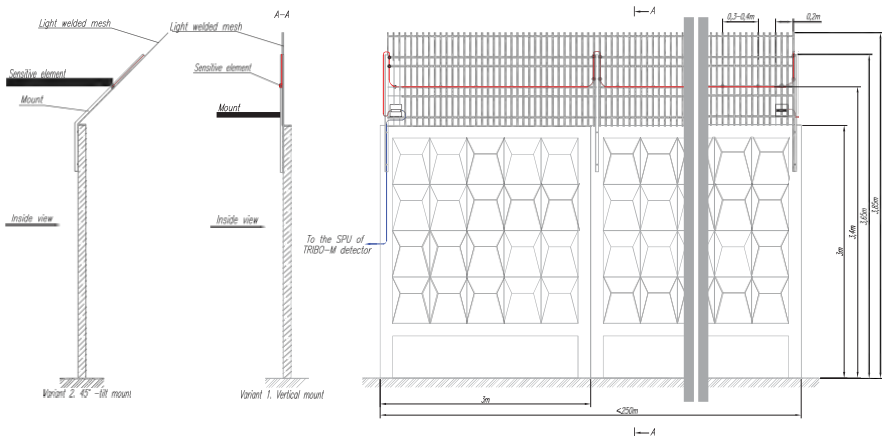 A-A
Light welded mesh
Light welded mesh
Sensitive element
Sensitive element
Mount
Mount
Inside view
Inside view
Variant 2. 45° -tilt mount
Variant 1. Vertical mount
A
0,3-0,4m
0,2m
To the SPU of
TRIBO-M detector
3m
3,4m
3,65m
3,85m
3m
<250m
A